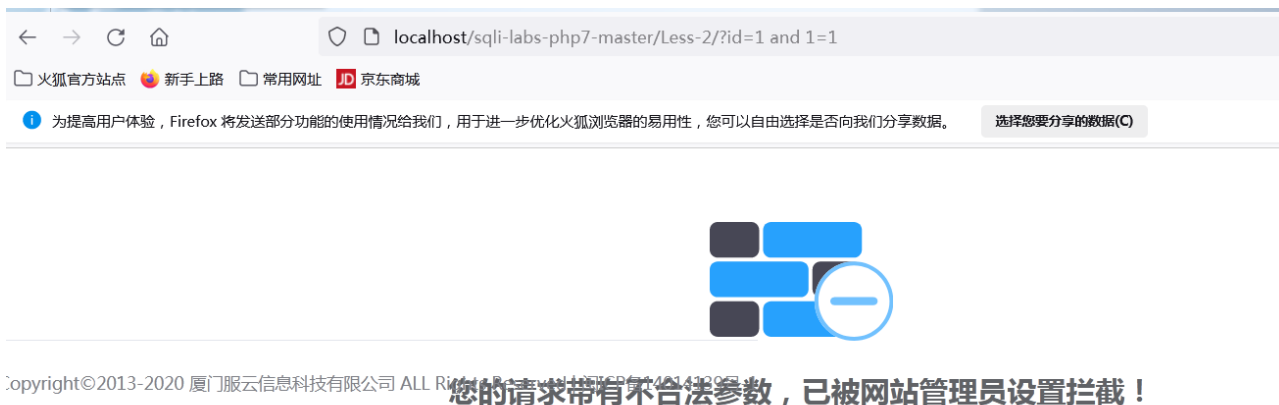 localhost/sqli-labs-php7-master/Less-2/?id=1 and 1=1
火狐官方站点 新手上路 常用网址 JD 京东商城
i 为提高用户体验，Firefox 将发送部分功能的使用情况给我们，用于进一步优化火狐浏览器的易用性，您可以自由选择是否向我们分享数据。 选择您要分享的数据(C)
opyright©2013-2020 厦门服云信息科技有限公司 ALL
您的请求带有不合法参数，已被网站管理员设置拦截！